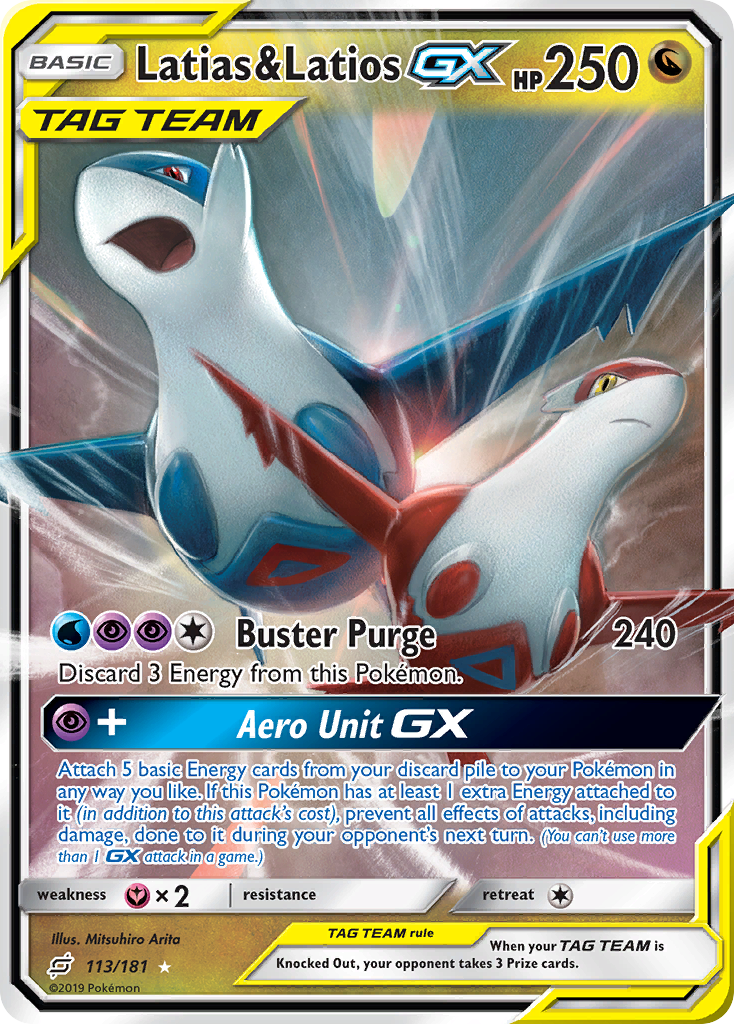 BASIC Latias&Latios GX HP250
TAG TEAM
Buster Purge 240
Discard 3 Energy from this Pokémon.
+ Aero Unit GX
Attach 5 basic Energy cards from your discard pile to your Pokémon in
any way you like. If this Pokémon has at least 1 extra Energy attached to
it (in addition to this attack's cost), prevent all effects of attacks, including
damage, done to it during your opponent's next turn. (You can't use more
than 1 GX attack in a game.)
weakness ×2 resistance retreat
Illus. Mitsuhiro Arita
113/181
©2019 Pokémon
TAG TEAM rule
When your TAG TEAM is
Knocked Out, your opponent takes 3 Prize cards.